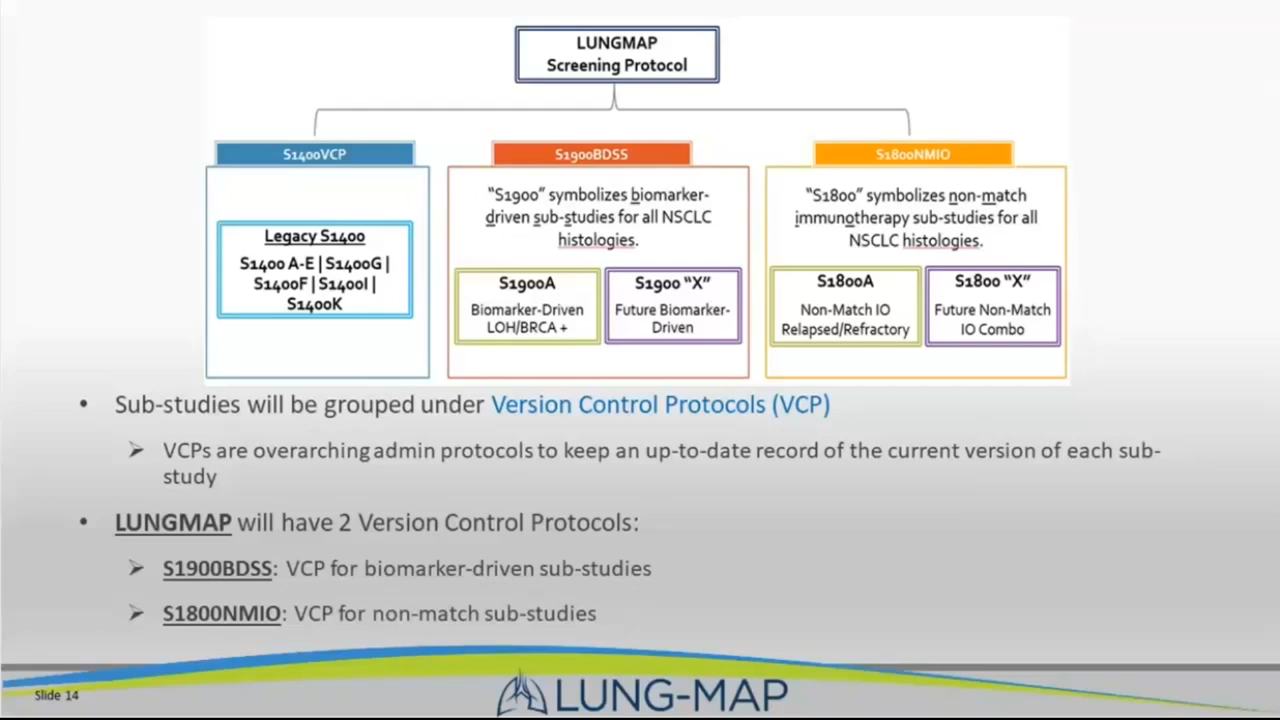 LUNGMAP
Screening Protocol
S1400VCP
Legacy S1400
S1400 A-E | S1400G |
S1400F | S1400I |
S1400K
S1900BDSS
“S1900” symbolizes biomarker-
driven sub-studies for all NSCLC
histologies.
S1900A
Biomarker-Driven
LOH/BRCA +
S1900 “X”
Future Biomarker-
Driven
S1800NMIO
“S1800” symbolizes non-match
immunotherapy sub-studies for all
NSCLC histologies.
S1800A
Non-Match IO
Relapsed/Refractory
S1800 “X”
Future Non-Match
IO Combo
• Sub-studies will be grouped under Version Control Protocols (VCP)
➢ VCPs are overarching admin protocols to keep an up-to-date record of the current version of each sub-
study
• LUNGMAP will have 2 Version Control Protocols:
➢ S1900BDSS: VCP for biomarker-driven sub-studies
➢ S1800NMIO: VCP for non-match sub-studies
Slide 14
LUNG-MAP